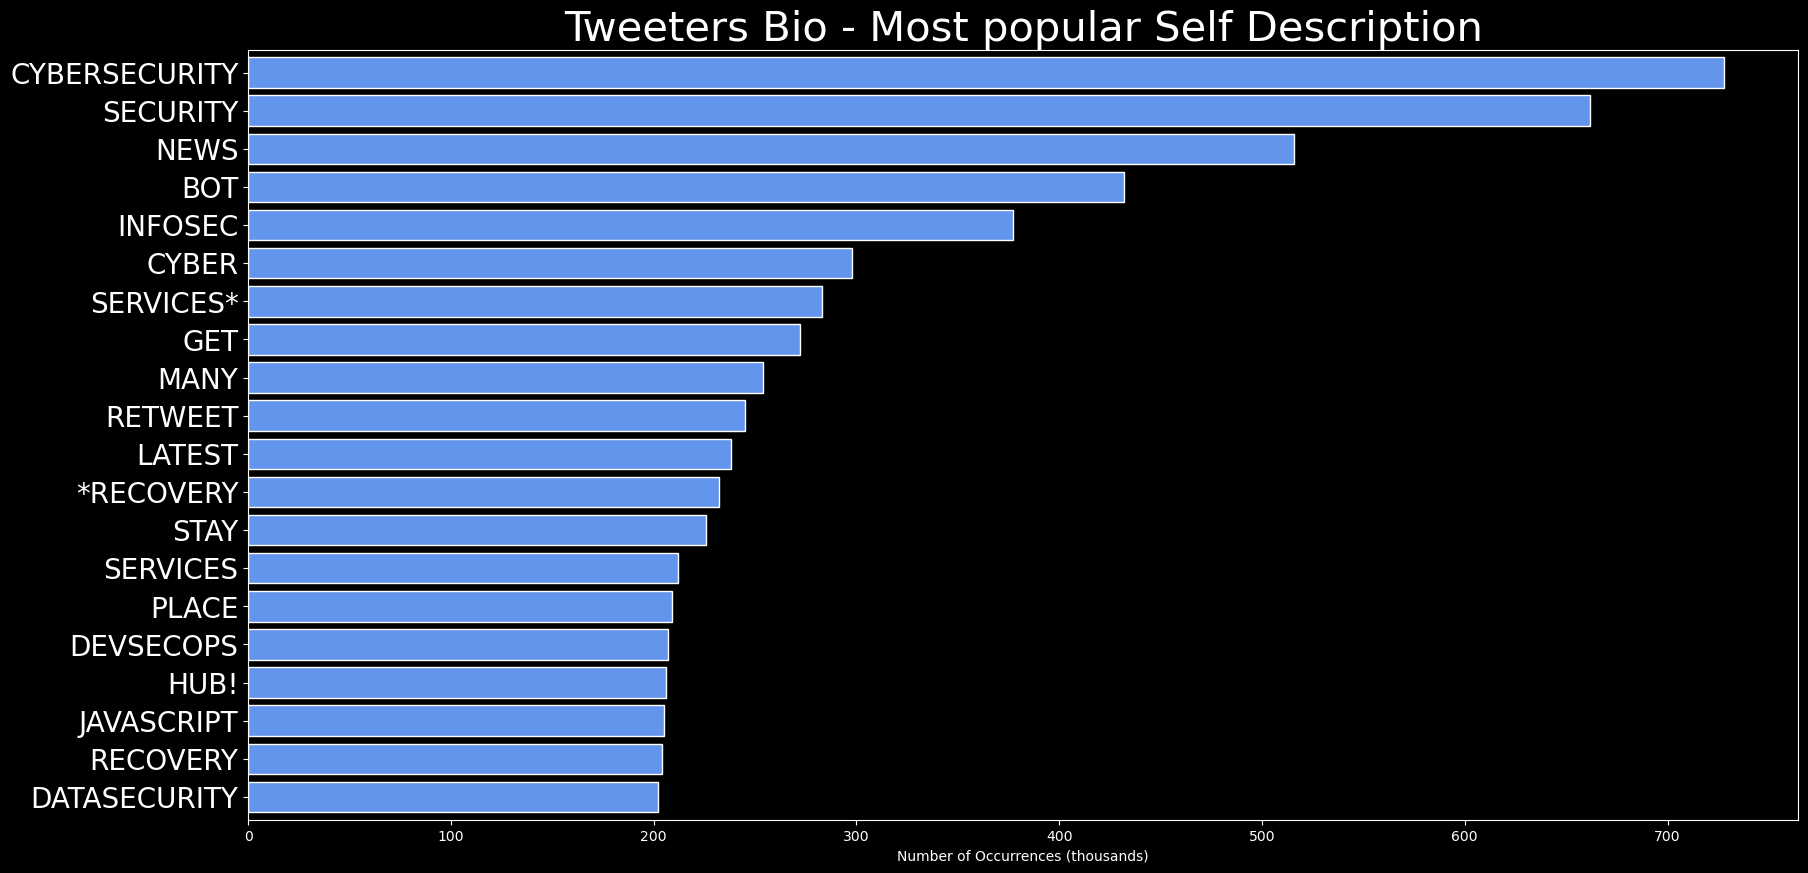 Tweeters Bio - Most popular Self Description
CYBERSECURITY
SECURITY
NEWS
BOT
INFOSEC
CYBER
SERVICES*
GET
MANY
RETWEET
LATEST
*RECOVERY
STAY
SERVICES
PLACE
DEVSECOPS
HUB!
JAVASCRIPT
RECOVERY
DATASECURITY
0 100 200 300 400 500 600 700
Number of Occurrences (thousands)